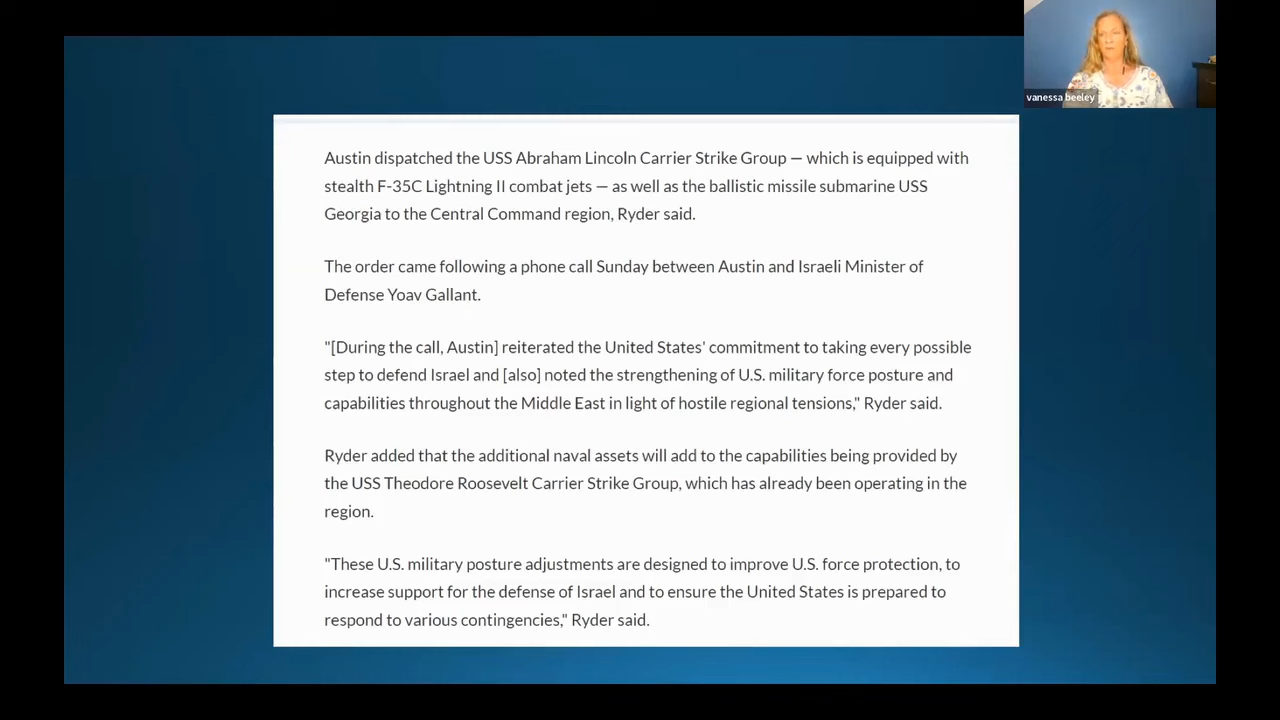 vanessa beeley
Austin dispatched the USS Abraham Lincoln Carrier Strike Group — which is equipped with
stealth F-35C Lightning II combat jets — as well as the ballistic missile submarine USS
Georgia to the Central Command region, Ryder said.
The order came following a phone call Sunday between Austin and Israeli Minister of
Defense Yoav Gallant.
"[During the call, Austin] reiterated the United States' commitment to taking every possible
step to defend Israel and [also] noted the strengthening of U.S. military force posture and
capabilities throughout the Middle East in light of hostile regional tensions," Ryder said.
Ryder added that the additional naval assets will add to the capabilities being provided by
the USS Theodore Roosevelt Carrier Strike Group, which has already been operating in the
region.
"These U.S. military posture adjustments are designed to improve U.S. force protection, to
increase support for the defense of Israel and to ensure the United States is prepared to
respond to various contingencies," Ryder said.